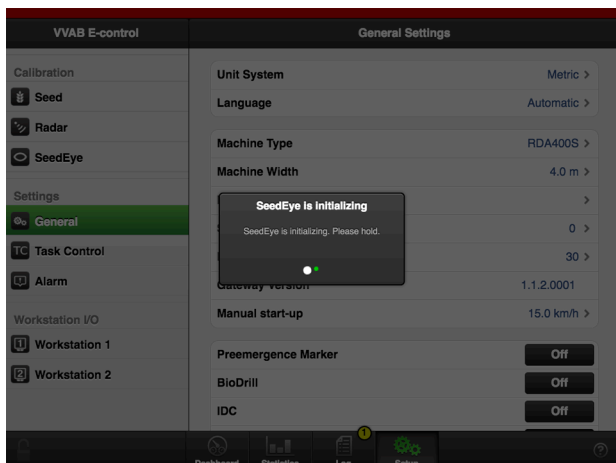 VVAB E-control
General Settings
Calibration
Seed
Radar
SeedEye
Settings
General
Task Control
Alarm
Workstation I/O
Workstation 1
Workstation 2
Unit System Metric >
Language Automatic >
Machine Type RDA400S >
Machine Width 4.0 m >
>
0 >
30 >
SeedEye is initializing
SeedEye is initializing. Please hold.
Gateway Version 1.1.2.0001
Manual start-up 15.0 km/h >
Preemergence Marker Off
BioDrill Off
IDC Off
1
Dashboard Statistics Log Setup
?